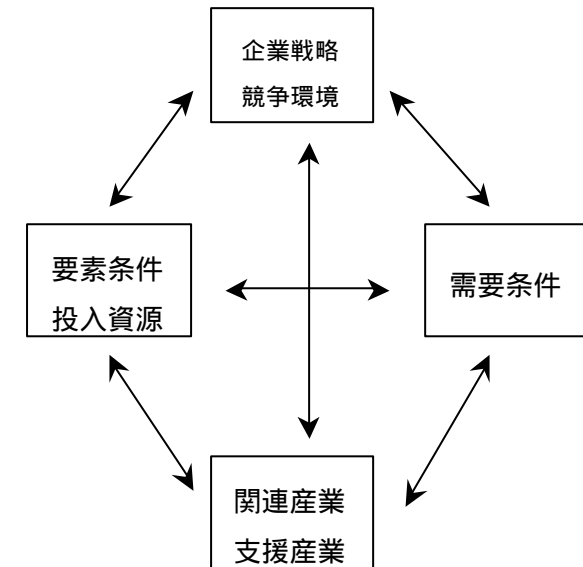 企業戦略
競争環境
要素条件
投入資源
需要条件
関連産業
支援産業